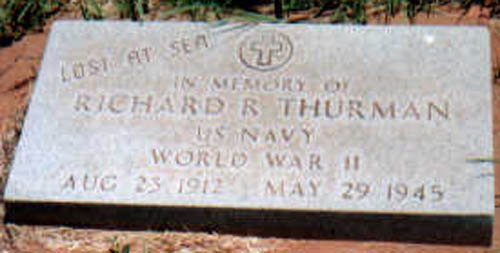 LOST AT SEA
IN MEMORY OF
RICHARD R THURMAN
US NAVY
WORLD WAR II
AUG 23 1912 MAY 29 1945